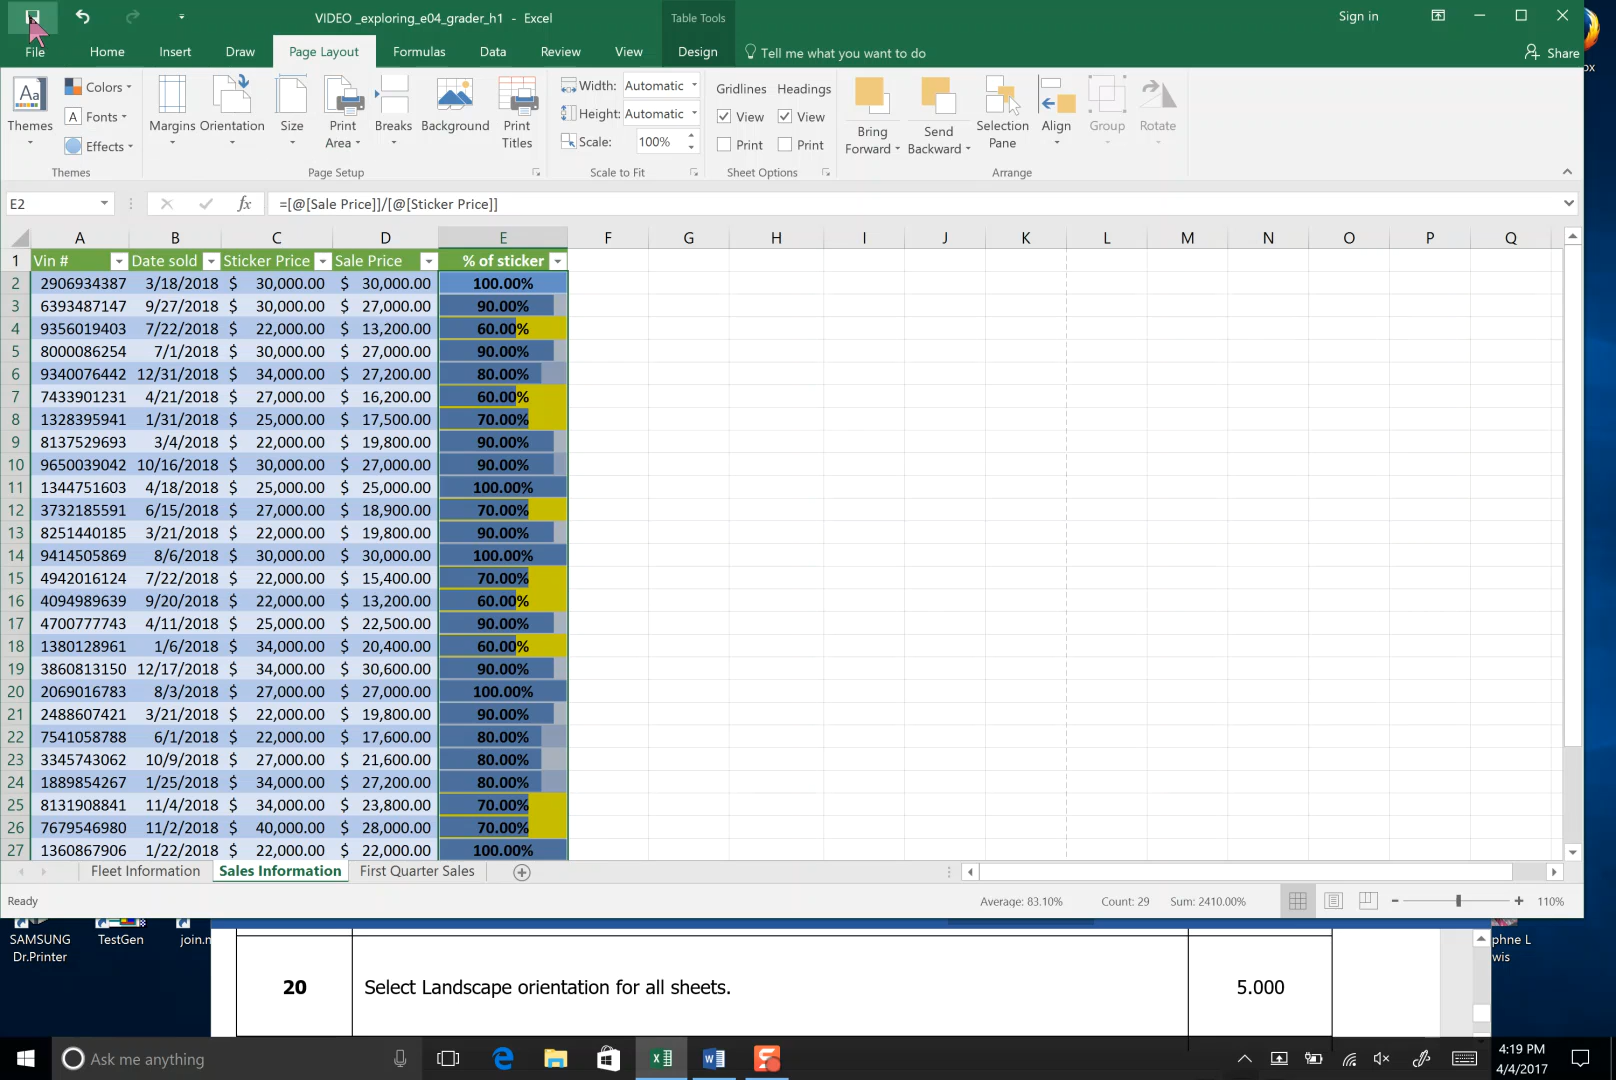 VIDEO _exploring_e04_grader_h1 - Excel
Table Tools
Sign in
File Home Insert Draw Page Layout Formulas Data Review View Design Tell me what you want to do Share
Aa Colors Width: Automatic Gridlines Headings
A Fonts Height: Automatic View View
Effects Scale: 100% Print Print
Themes Margins Orientation Size Print Area Breaks Background Print Titles
Bring Forward Send Backward Selection Pane Align Group Rotate
Themes Page Setup Scale to Fit Sheet Options Arrange
E2 fx =[@[Sale Price]]/[@[Sticker Price]]
A B C D E F G H I J K L M N O P Q
1 Vin # Date sold Sticker Price Sale Price % of sticker
2 2906934387 3/18/2018 $ 30,000.00 $ 30,000.00 100.00%
3 6393487147 9/27/2018 $ 30,000.00 $ 27,000.00 90.00%
4 9356019403 7/22/2018 $ 22,000.00 $ 13,200.00 60.00%
5 8000086254 7/1/2018 $ 30,000.00 $ 27,000.00 90.00%
6 9340076442 12/31/2018 $ 34,000.00 $ 27,200.00 80.00%
7 7433901231 4/21/2018 $ 27,000.00 $ 16,200.00 60.00%
8 1328395941 1/31/2018 $ 25,000.00 $ 17,500.00 70.00%
9 8137529693 3/4/2018 $ 22,000.00 $ 19,800.00 90.00%
10 9650039042 10/16/2018 $ 30,000.00 $ 27,000.00 90.00%
11 1344751603 4/18/2018 $ 25,000.00 $ 25,000.00 100.00%
12 3732185591 6/15/2018 $ 27,000.00 $ 18,900.00 70.00%
13 8251440185 3/21/2018 $ 22,000.00 $ 19,800.00 90.00%
14 9414505869 8/6/2018 $ 30,000.00 $ 30,000.00 100.00%
15 4942016124 7/22/2018 $ 22,000.00 $ 15,400.00 70.00%
16 4094989639 9/20/2018 $ 22,000.00 $ 13,200.00 60.00%
17 4700777743 4/11/2018 $ 25,000.00 $ 22,500.00 90.00%
18 1380128961 1/6/2018 $ 34,000.00 $ 20,400.00 60.00%
19 3860813150 12/17/2018 $ 34,000.00 $ 30,600.00 90.00%
20 2069016783 8/3/2018 $ 27,000.00 $ 27,000.00 100.00%
21 2488607421 3/21/2018 $ 22,000.00 $ 19,800.00 90.00%
22 7541058788 6/1/2018 $ 22,000.00 $ 17,600.00 80.00%
23 3345743062 10/9/2018 $ 27,000.00 $ 21,600.00 80.00%
24 1889854267 1/25/2018 $ 34,000.00 $ 27,200.00 80.00%
25 8131908841 11/4/2018 $ 34,000.00 $ 23,800.00 70.00%
26 7679546980 11/2/2018 $ 40,000.00 $ 28,000.00 70.00%
27 1360867906 1/22/2018 $ 22,000.00 $ 22,000.00 100.00%
Fleet Information Sales Information First Quarter Sales
Ready Average: 83.10% Count: 29 Sum: 2410.00% 110%
SAMSUNG Dr.Printer TestGen join.n phne L wis
ox
20 Select Landscape orientation for all sheets. 5.000
Ask me anything
4:19 PM
4/4/2017